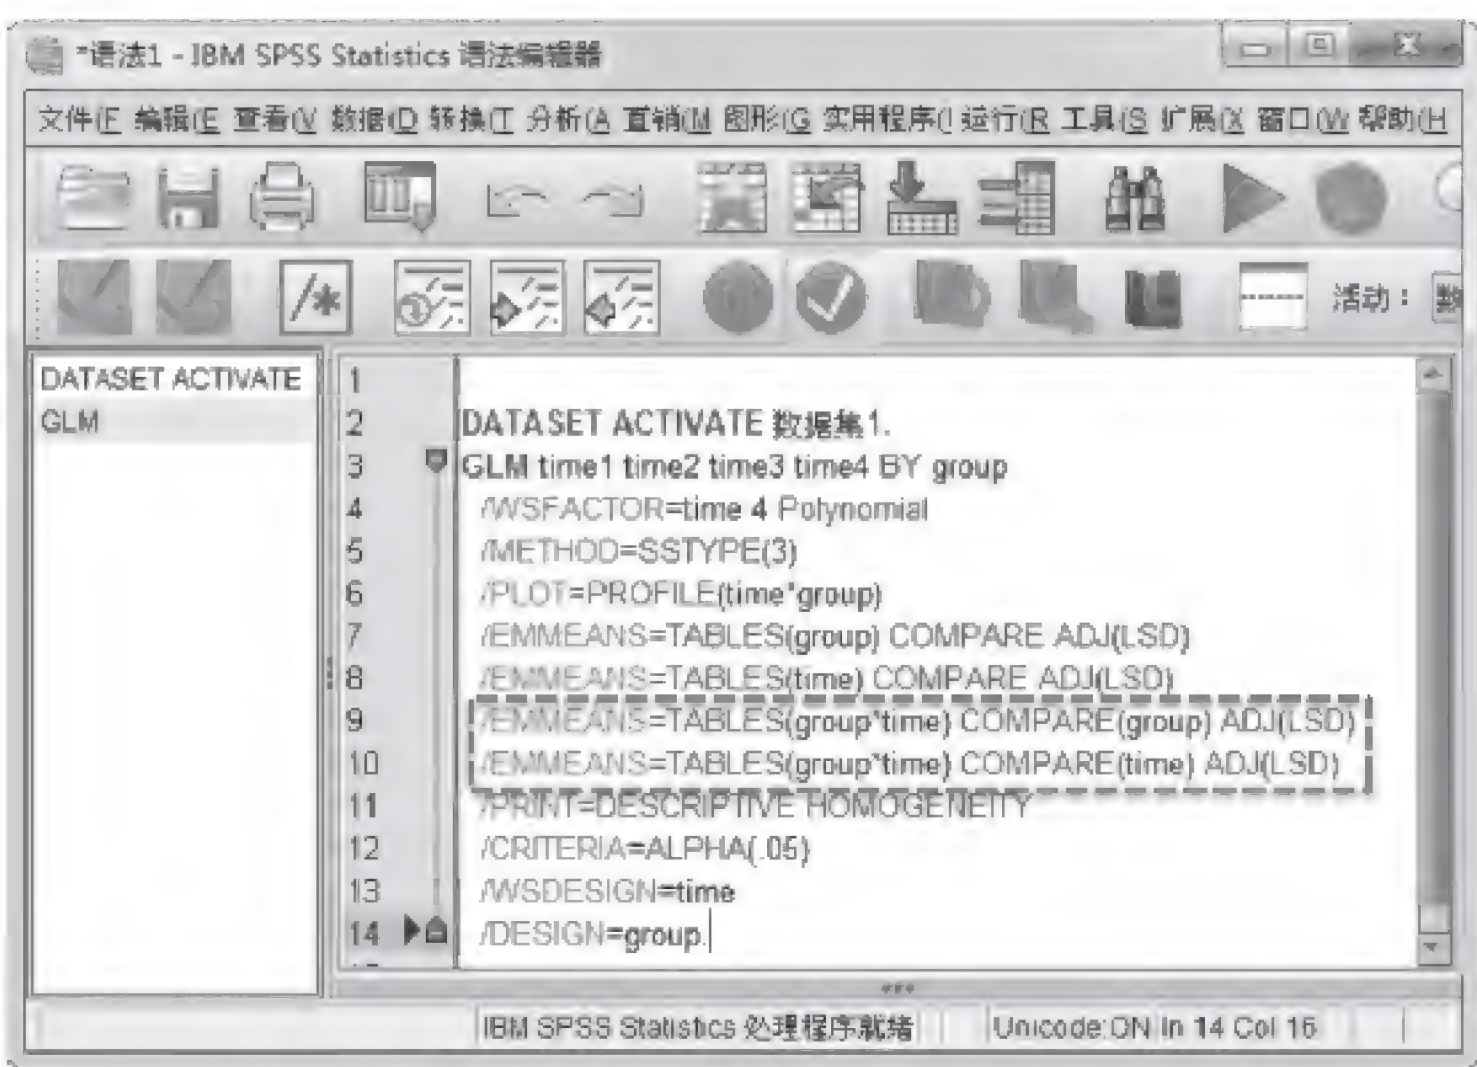 *语法1 - IBM SPSS Statistics 语法编辑器
文件(F 编辑(E 查看(V 数据(D 转换(T 分析(A 直销(M 图形(G 实用程序(U 运行(R 工具(S 扩展(X 窗口(W 帮助(H
/*
活动:
DATASET ACTIVATE
GLM
1
2 DATASET ACTIVATE 数据集1.
3 GLM time1 time2 time3 time4 BY group
4 /WSFACTOR=time 4 Polynomial
5 /METHOD=SSTYPE(3)
6 /PLOT=PROFILE(time*group)
7 /EMMEANS=TABLES(group) COMPARE ADJ(LSD)
8 /EMMEANS=TABLES(time) COMPARE ADJ(LSD)
9 /EMMEANS=TABLES(group*time) COMPARE(group) ADJ(LSD)
10 /EMMEANS=TABLES(group*time) COMPARE(time) ADJ(LSD)
11 /PRINT=DESCRIPTIVE HOMOGENEITY
12 /CRITERIA=ALPHA(.05)
13 /WSDESIGN=time
14 /DESIGN=group.
IBM SPSS Statistics 处理程序就绪 Unicode:ON In 14 Col 15